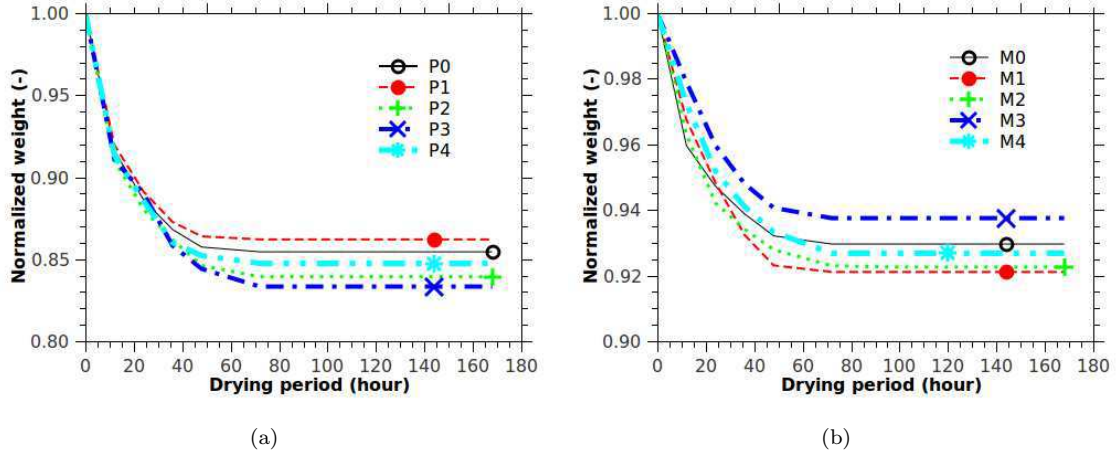 1.00
0.95
0.90
0.85
0.80
Normalized weight (-)
P0
P1
P2
P3
P4
0 20 40 60 80 100 120 140 160 180
Drying period (hour)
(a)
1.00
0.98
0.96
0.94
0.92
0.90
Normalized weight (-)
M0
M1
M2
M3
M4
0 20 40 60 80 100 120 140 160 180
Drying period (hour)
(b)